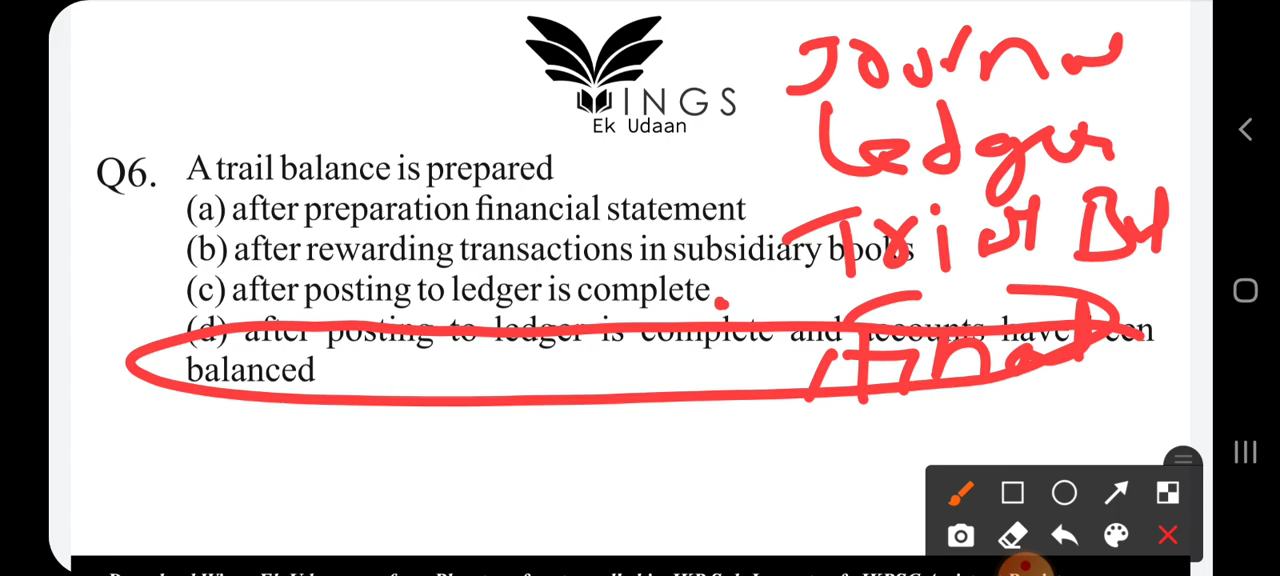 WINGS
Ek Udaan
Journal
Ledger
Trial Bal
Final
Q6. A trail balance is prepared
(a) after preparation financial statement
(b) after rewarding transactions in subsidiary books
(c) after posting to ledger is complete
(d) after posting to ledger is complete and accounts have been
balanced